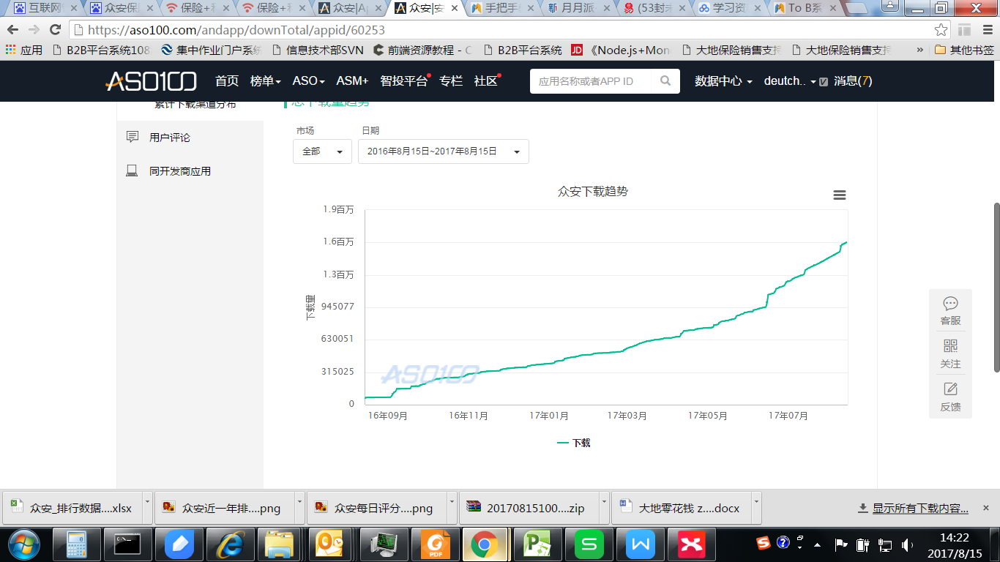 互联网
众安保
保险+科
保险+科
众安|Ap
众安|安
手把手
新 月月派
(53封未
学习资
To B系
https://aso100.com/andapp/downTotal/appid/60253
应用
B2B平台系统108
集中作业门户系统
信息技术部SVN
前端资源教程 - C
B2B平台系统
JD
《Node.js+Mon
大地保险销售支持
大地保险销售支持
»
其他书签
ASO100
首页
榜单
ASO
ASM+
智投平台
专栏
社区
应用名称或者APP ID
数据中心
deutch..
消息(7)
累计下载渠道分布
总下载量趋势
用户评论
同开发商应用
市场
日期
全部
2016年8月15日~2017年8月15日
众安下载趋势
1.9百万
1.6百万
1.3百万
945077
630051
315025
0
下载量
ASO100
16年09月
16年11月
17年01月
17年03月
17年05月
17年07月
下载
客服
关注
反馈
众安_排行数据....xlsx
众安近一年排....png
众安每日评分....png
20170815100....zip
大地零花钱 z....docx
显示所有下载内容...
14:22
2017/8/15